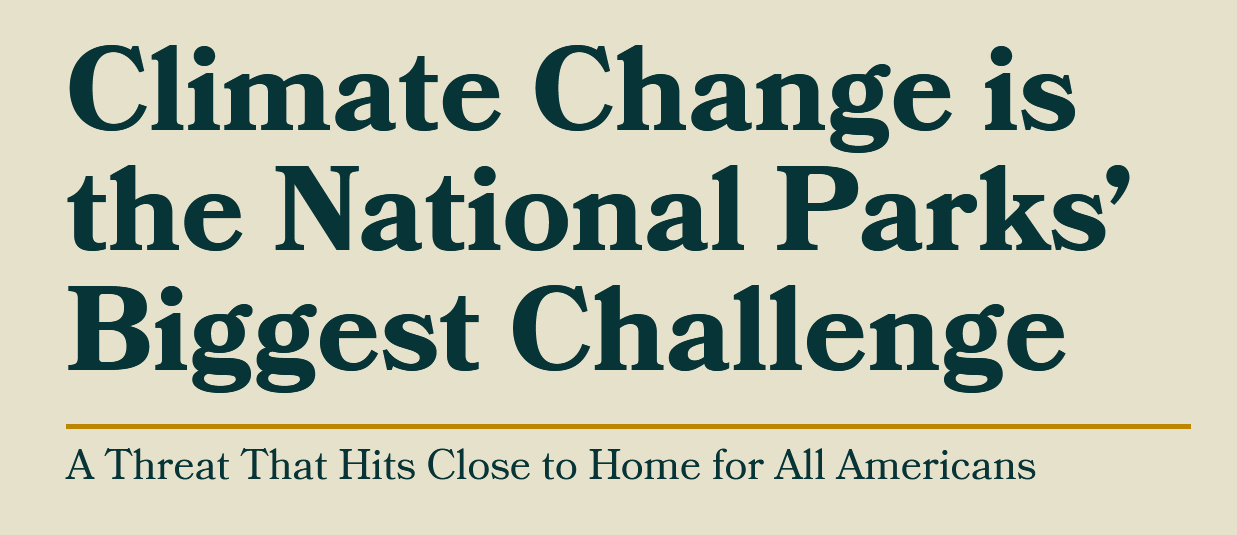 Climate Change is
the National Parks’
Biggest Challenge
A Threat That Hits Close to Home for All Americans